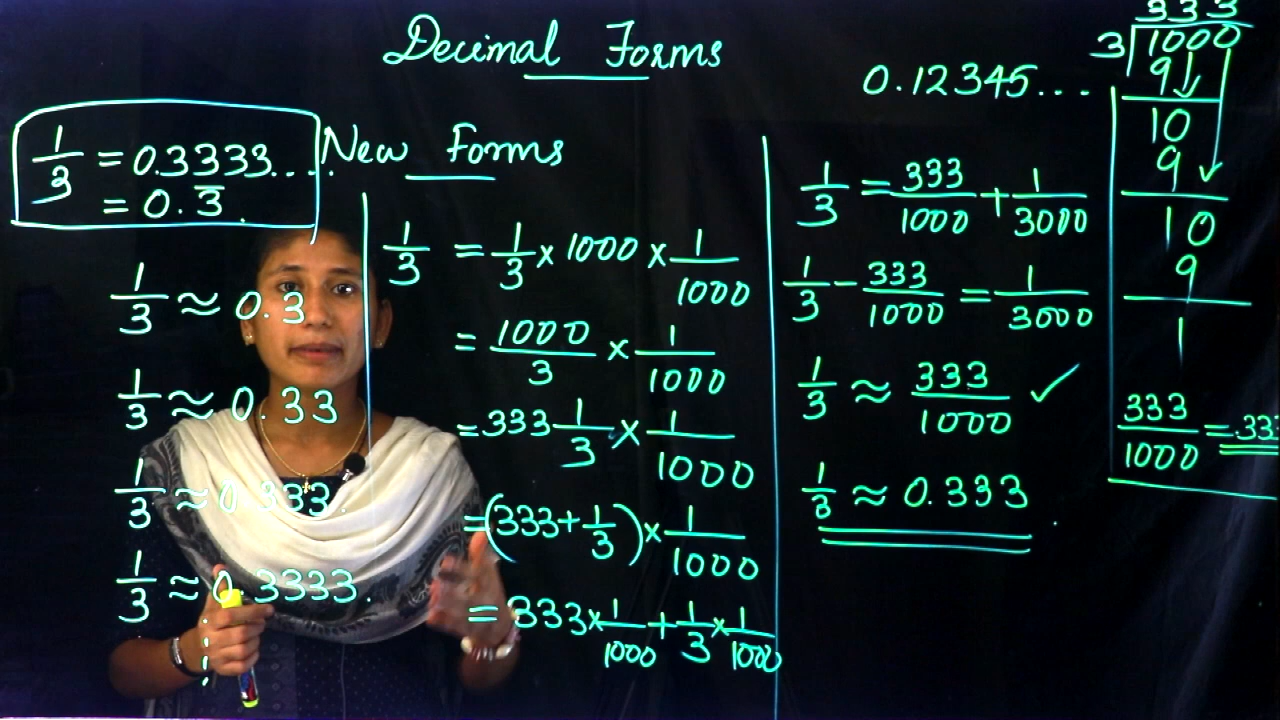 Decimal Forms
0.12345...
1/3 = 0.3333....
= 0.3̅.
New Forms
1/3 ≈ 0.3
1/3 ≈ 0.33
1/3 ≈ 0.333.
1/3 ≈ 0.3333.
1/3 = 1/3 × 1000 × 1/1000
= 1000/3 × 1/1000
= 333 1/3 × 1/1000
= (333 + 1/3) × 1/1000
= 333 × 1/1000 + 1/3 × 1/1000
1/3 = 333/1000 + 1/3000
1/3 - 333/1000 = 1/3000
1/3 ≈ 333/1000 ✓
1/3 ≈ 0.333
333
3 1000
9
10
9
10
9
1
333/1000 = .333